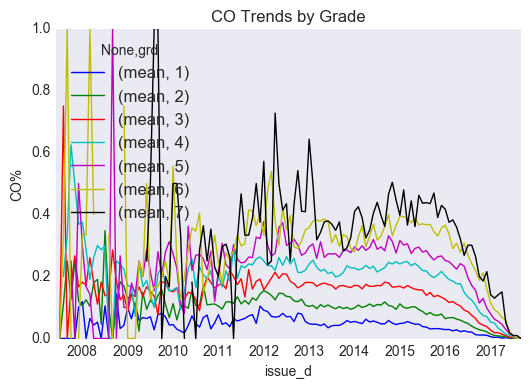 CO Trends by Grade
1.0
0.8
0.6
0.4
0.2
0.0
CO%
None,grd
(mean, 1)
(mean, 2)
(mean, 3)
(mean, 4)
(mean, 5)
(mean, 6)
(mean, 7)
2008 2009 2010 2011 2012 2013 2014 2015 2016 2017
issue_d